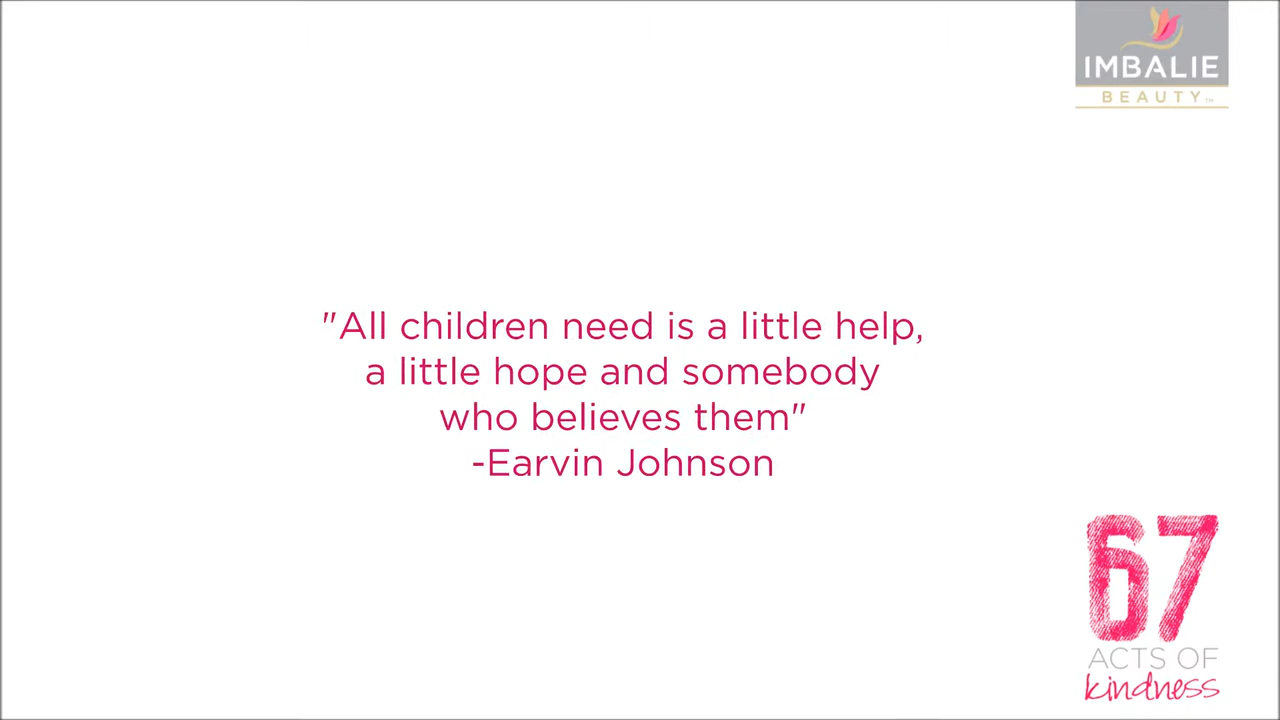 IMBALIE
BEAUTY™
"All children need is a little help,
a little hope and somebody
who believes them"
-Earvin Johnson
67
ACTS OF
kindness